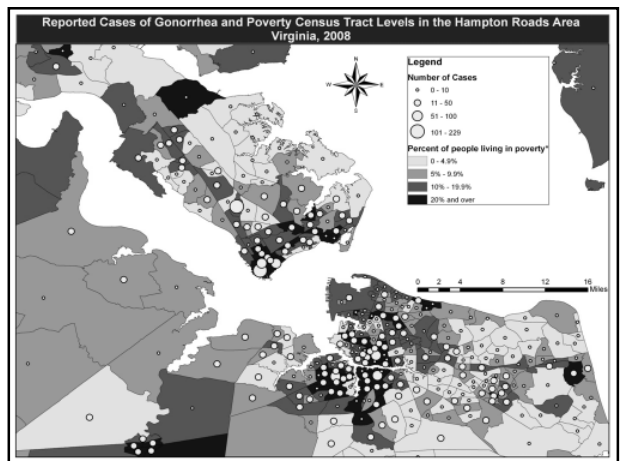 Reported Cases of Gonorrhea and Poverty Census Tract Levels in the Hampton Roads Area
Virginia, 2008
N
W
E
S
Legend
Number of Cases
0 - 10
11 - 50
51 - 100
101 - 229
Percent of people living in poverty*
0 - 4.9%
5% - 9.9%
10% - 19.9%
20% and over
0 2 4 8 12 16
Miles